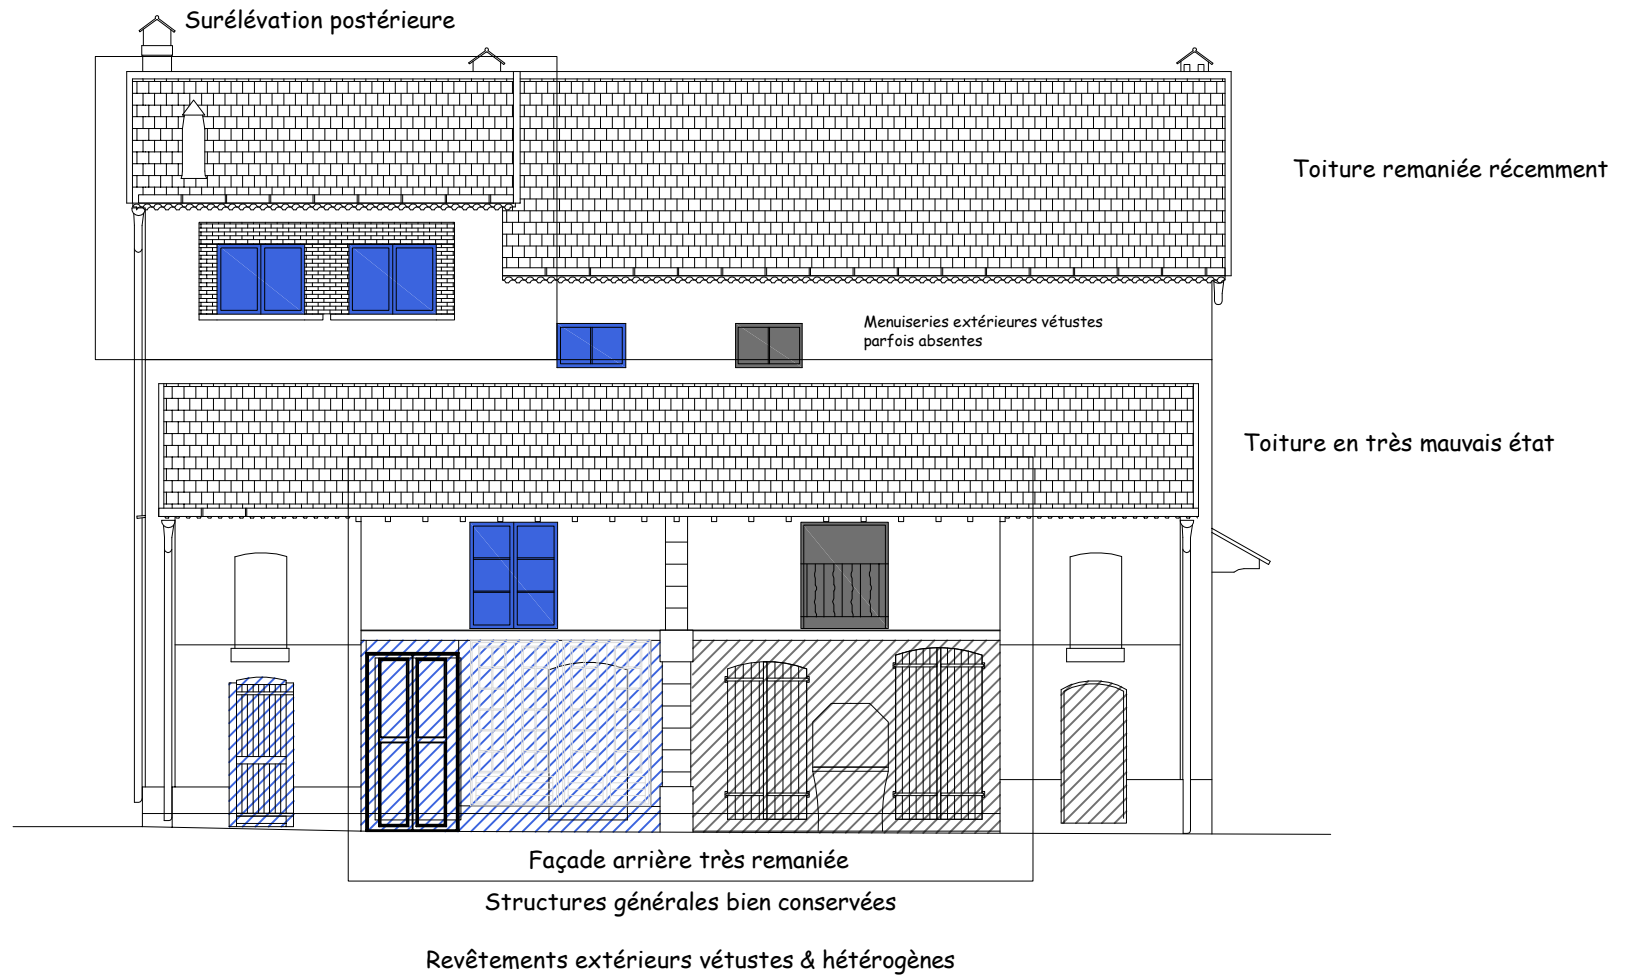 Surélévation postérieure
Toiture remaniée récemment
Menuiseries extérieures vétustes
parfois absentes
Toiture en très mauvais état
Façade arrière très remaniée
Structures générales bien conservées
Revêtements extérieurs vétustes & hétérogènes